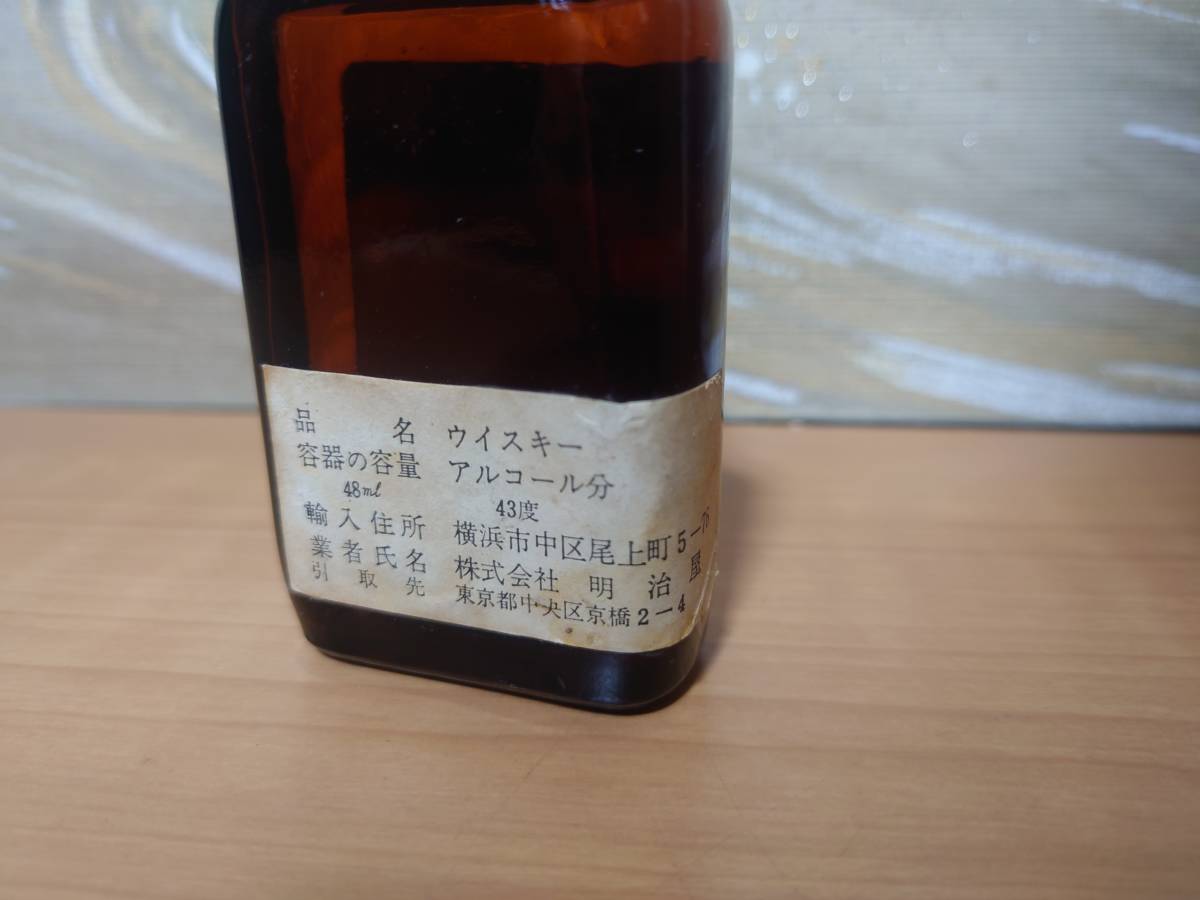 品名 ウイスキー
容器の容量 アルコール分
48ml 43度
輸入住所 横浜市中区尾上町5-76
業者氏名 株式会社 明治屋
引取先 東京都中央区京橋2-4